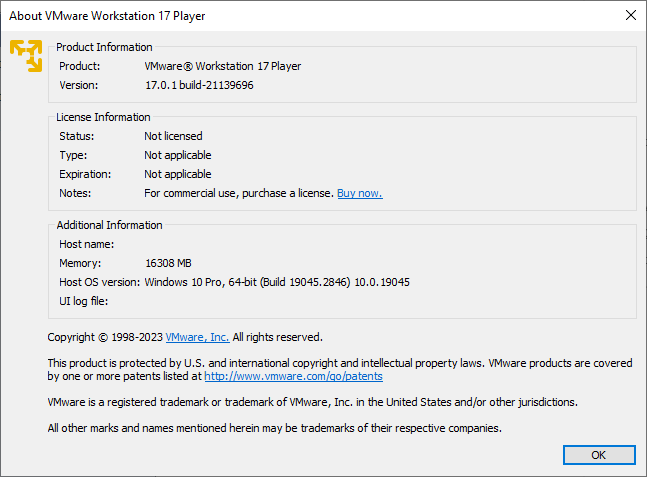 About VMware Workstation 17 Player
Product Information
Product: VMware® Workstation 17 Player
Version: 17.0.1 build-21139696
License Information
Status: Not licensed
Type: Not applicable
Expiration: Not applicable
Notes: For commercial use, purchase a license. Buy now.
Additional Information
Host name:
Memory: 16308 MB
Host OS version: Windows 10 Pro, 64-bit (Build 19045.2846) 10.0.19045
UI log file:
Copyright © 1998-2023 VMware, Inc. All rights reserved.
This product is protected by U.S. and international copyright and intellectual property laws. VMware products are covered
by one or more patents listed at http://www.vmware.com/go/patents
VMware is a registered trademark or trademark of VMware, Inc. in the United States and/or other jurisdictions.
All other marks and names mentioned herein may be trademarks of their respective companies.
OK